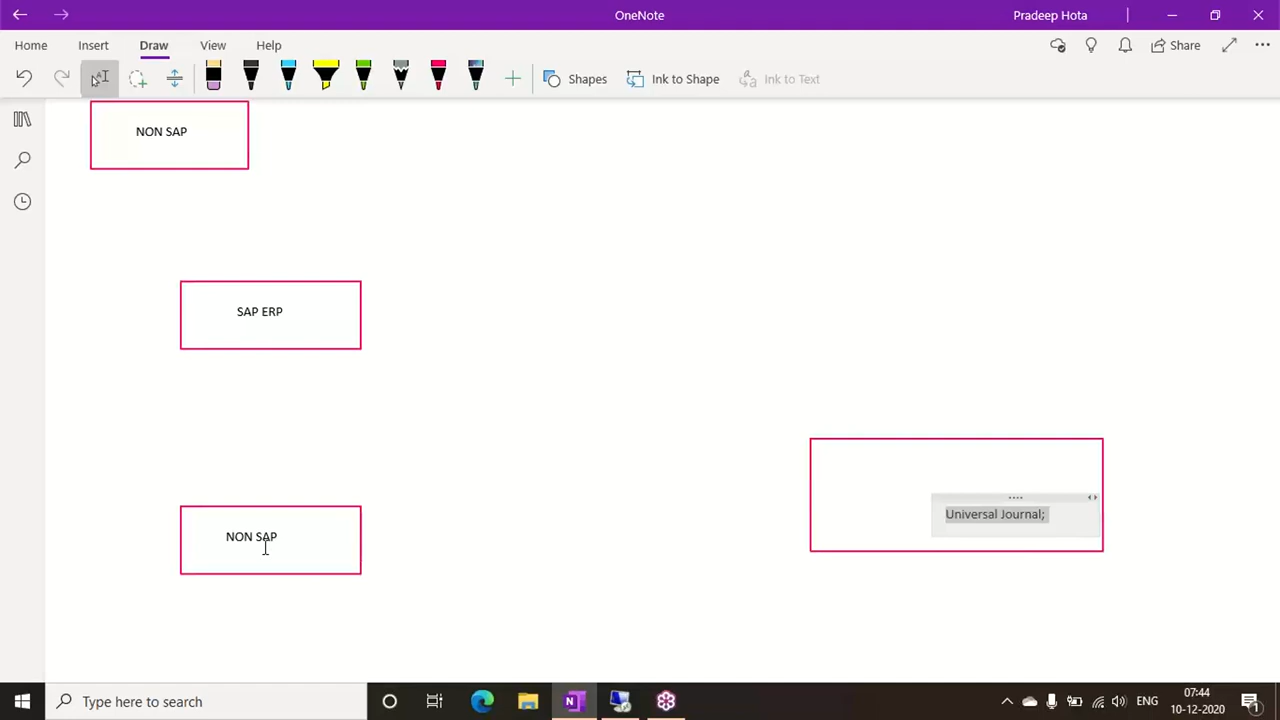 OneNote
Pradeep Hota
Home Insert Draw View Help
Share
Shapes
Ink to Shape
Ink to Text
NON SAP
SAP ERP
Universal Journal;
NON SAP
Type here to search
ENG
07:44
10-12-2020
1